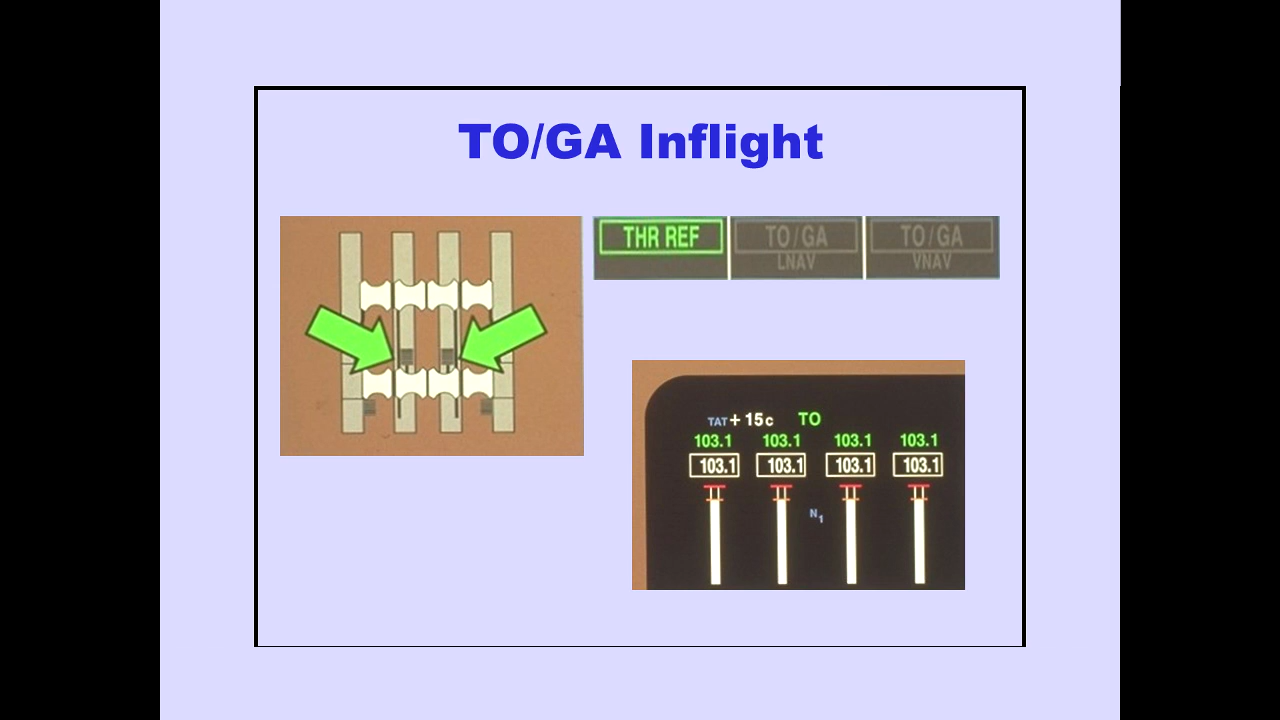 TO/GA Inflight
THR REF TO/GA TO/GA
LNAV VNAV
TAT +15c TO
103.1 103.1 103.1 103.1
103.1 103.1 103.1 103.1
N1